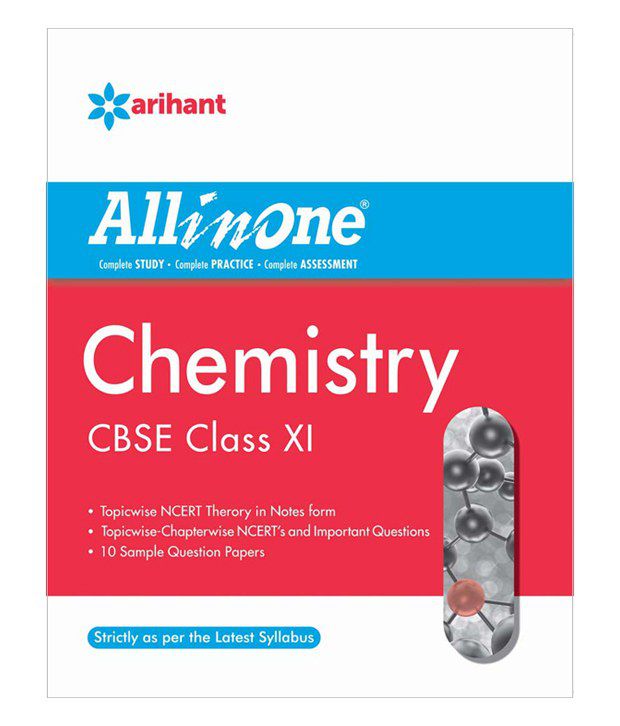 arihant
All in One®
Complete STUDY • Complete PRACTICE • Complete ASSESSMENT
Chemistry
CBSE Class XI
• Topicwise NCERT Therory in Notes form
• Topicwise-Chapterwise NCERT's and Important Questions
• 10 Sample Question Papers
Strictly as per the Latest Syllabus